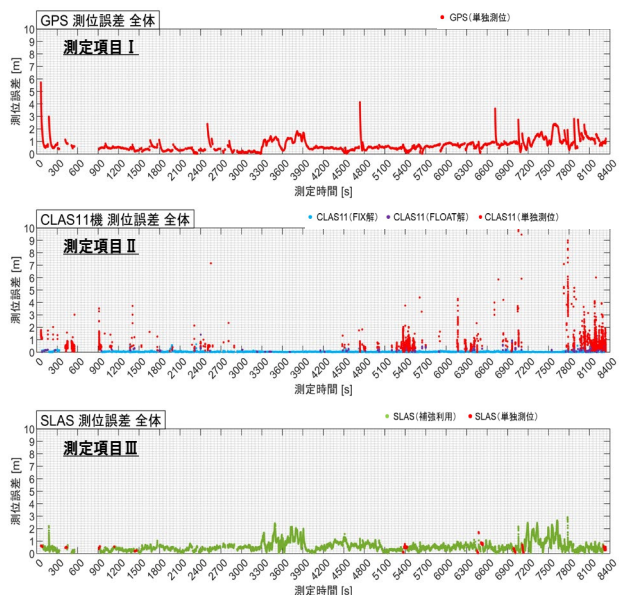 GPS 測位誤差 全体
GPS(単独測位)
測定項目Ⅰ
測位誤差 [m]
10
9
8
7
6
5
4
3
2
1
0
0 300 600 900 1200 1500 1800 2100 2400 2700 3000 3300 3600 3900 4200 4500 4800 5100 5400 5700 6000 6300 6600 6900 7200 7500 7800 8100 8400
測定時間 [s]
CLAS11機 測位誤差 全体
CLAS11(FIX解) CLAS11(FLOAT解) CLAS11(単独測位)
測定項目Ⅱ
測位誤差 [m]
10
9
8
7
6
5
4
3
2
1
0
0 300 600 900 1200 1500 1800 2100 2400 2700 3000 3300 3600 3900 4200 4500 4800 5100 5400 5700 6000 6300 6600 6900 7200 7500 7800 8100 8400
測定時間 [s]
SLAS 測位誤差 全体
SLAS(補強利用) SLAS(単独測位)
測定項目Ⅲ
測位誤差 [m]
10
9
8
7
6
5
4
3
2
1
0
0 300 600 900 1200 1500 1800 2100 2400 2700 3000 3300 3600 3900 4200 4500 4800 5100 5400 5700 6000 6300 6600 6900 7200 7500 7800 8100 8400
測定時間 [s]